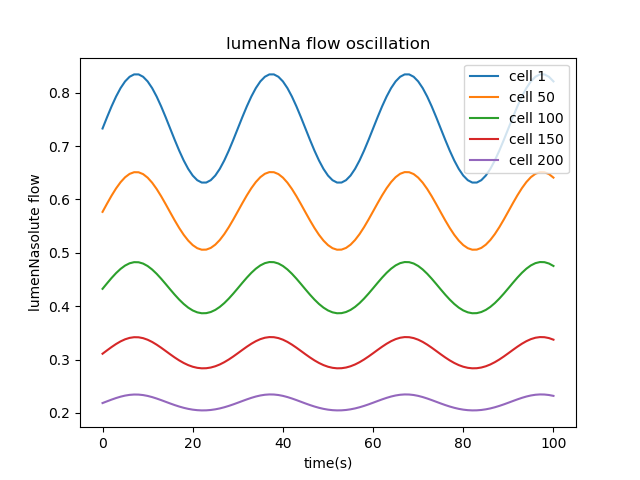 lumenNa flow oscillation
cell 1
cell 50
cell 100
cell 150
cell 200
lumenNasolute flow
0.8
0.7
0.6
0.5
0.4
0.3
0.2
0 20 40 60 80 100
time(s)